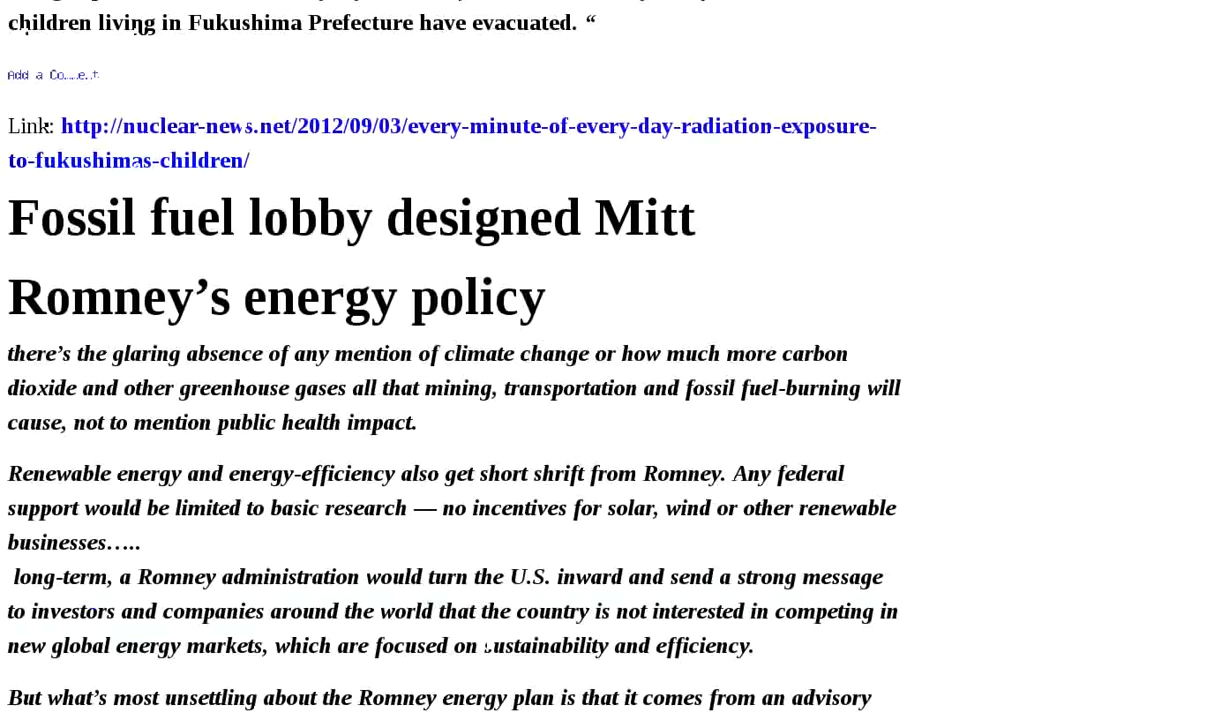 children living in Fukushima Prefecture have evacuated. “
Add a
Link: http://nuclear-news.net/2012/09/03/every-minute-of-every-day-radiation-exposure-
to-fukushimas-children/
Fossil fuel lobby designed Mitt
Romney’s energy policy
there’s the glaring absence of any mention of climate change or how much more carbon
dioxide and other greenhouse gases all that mining, transportation and fossil fuel-burning will
cause, not to mention public health impact.
Renewable energy and energy-efficiency also get short shrift from Romney. Any federal
support would be limited to basic research — no incentives for solar, wind or other renewable
businesses…..
long-term, a Romney administration would turn the U.S. inward and send a strong message
to investors and companies around the world that the country is not interested in competing in
new global energy markets, which are focused on sustainability and efficiency.
But what’s most unsettling about the Romney energy plan is that it comes from an advisory